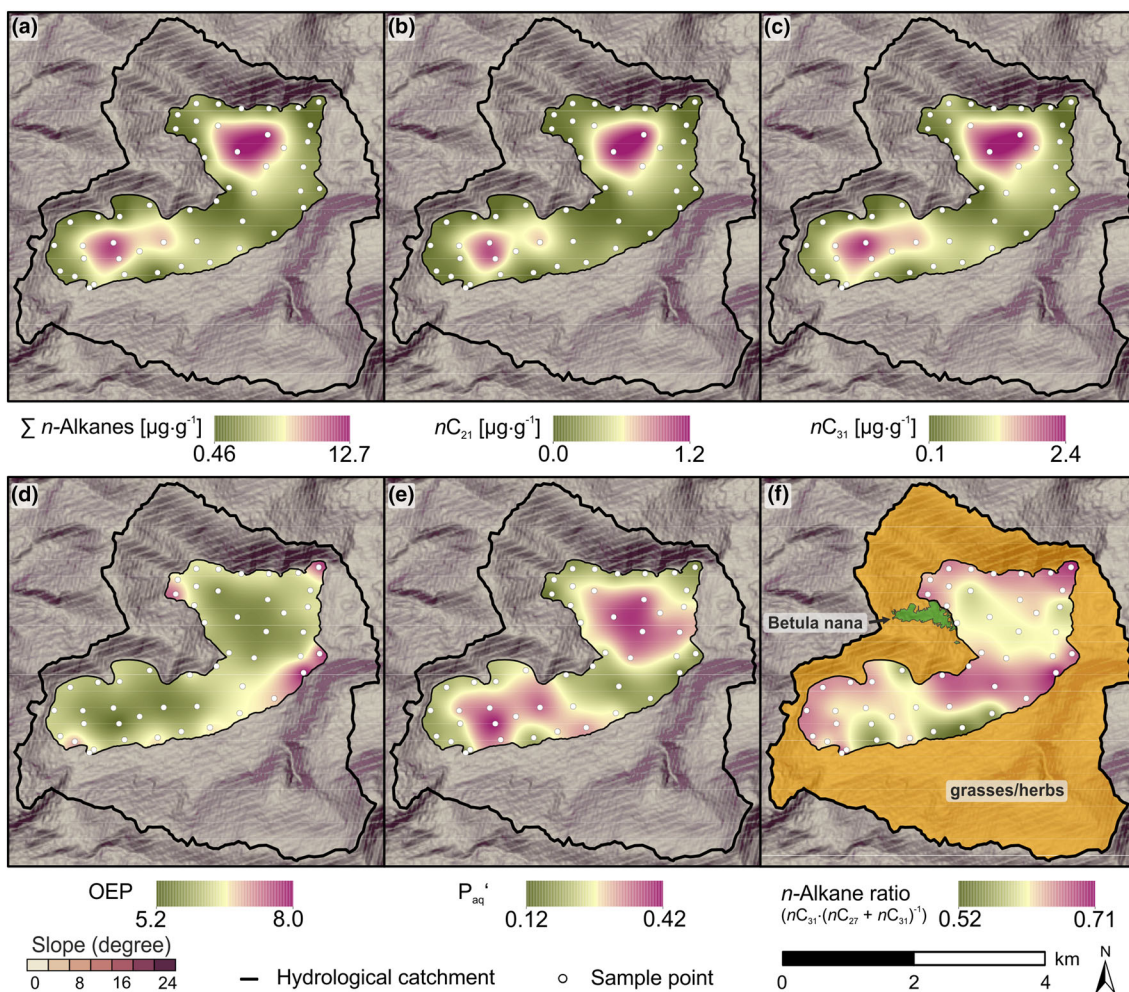 (a) (b) (c)
∑ n-Alkanes [µg·g⁻¹] nC₂₁ [µg·g⁻¹] nC₃₁ [µg·g⁻¹]
0.46 12.7 0.0 1.2 0.1 2.4
(d) (e) (f)
Betula nana
grasses/herbs
OEP P_aq‘ n-Alkane ratio
(nC₃₁·(nC₂₇ + nC₃₁)⁻¹)
5.2 8.0 0.12 0.42 0.52 0.71
Slope (degree)
0 8 16 24
Hydrological catchment
Sample point
km
0 2 4
N